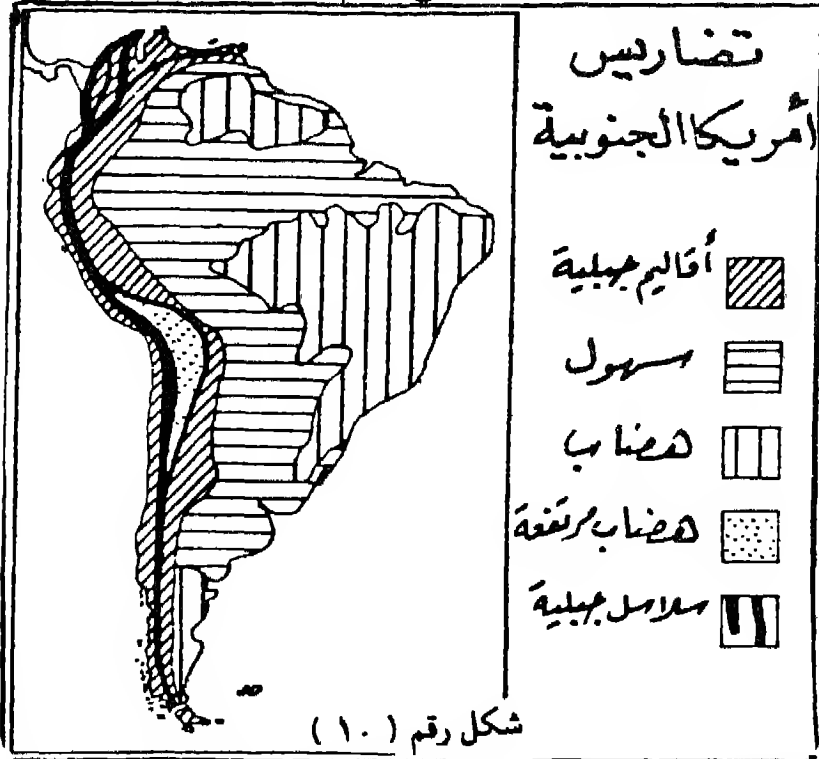 تضاريس
أمريكا الجنوبية
أقاليم جبلية
سهول
هضاب
هضاب مرتفعة
سلاسل جبلية
شكل رقم ( ١٠ )